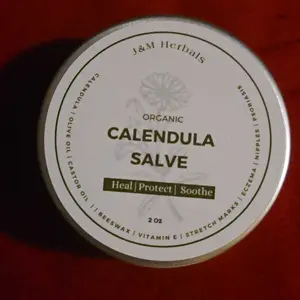 J&M Herbals
ORGANIC
CALENDULA
SALVE
Heal | Protect | Soothe
2 Oz
CALENDULA | OLIVE OIL | CASTOR OIL | | BEESWAX | VITAMIN E | STRETCH MARKS | ECZEMA | NIPPLES | PSORIASIS